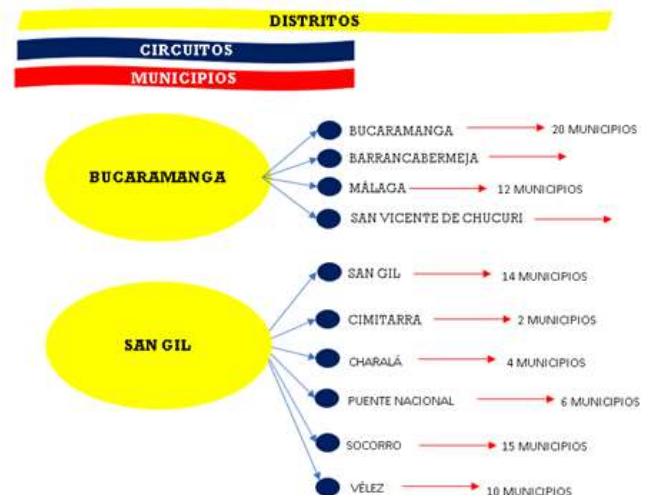 DISTRITOS
CIRCUITOS
MUNICIPIOS
BUCARAMANGA
BUCARAMANGA 20 MUNICIPIOS
BARRANCABERMEJA
MÁLAGA 12 MUNICIPIOS
SAN VICENTE DE CHUCURI
SAN GIL
SAN GIL 14 MUNICIPIOS
CIMITARRA 2 MUNICIPIOS
CHARALÁ 4 MUNICIPIOS
PUENTE NACIONAL 6 MUNICIPIOS
SOCORRO 15 MUNICIPIOS
VÉLEZ 10 MUNICIPIOS